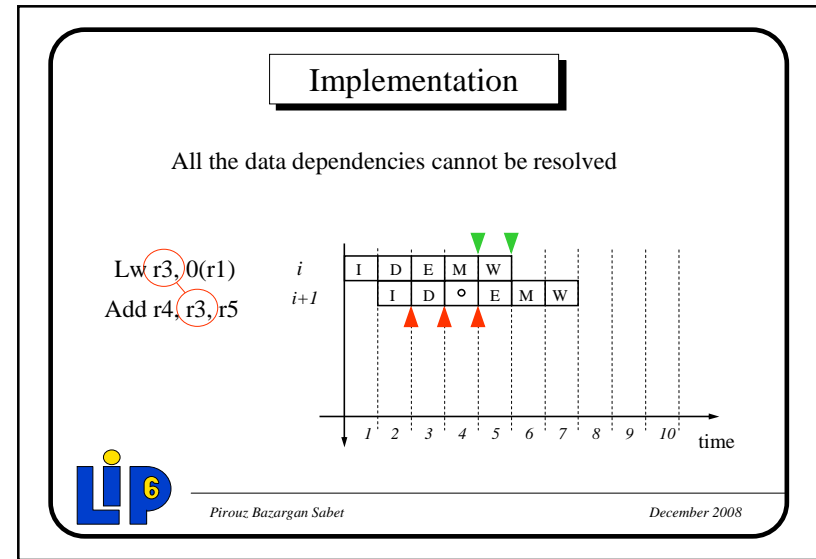 Implementation
All the data dependencies cannot be resolved
Lw r3, 0(r1) i I D E M W
Add r4, r3, r5 i+1 I D E M W
1 2 3 4 5 6 7 8 9 10 time
LiP6
Pirouz Bazargan Sabet December 2008